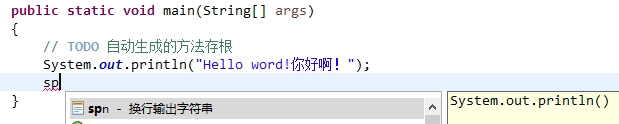 public static void main(String[] args)
{
// TODO 自动生成的方法存根
System.out.println("Hello word!你好啊！");
sp
}
spn - 换行输出字符串
System.out.println()